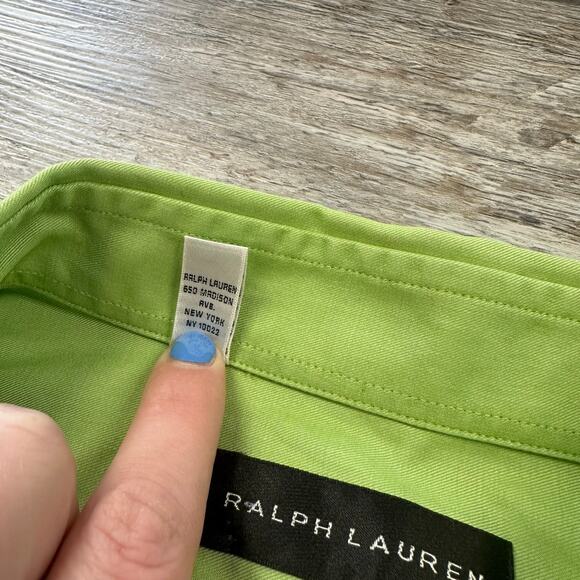 RALPH LAUREN
650 MADISON
AVE.
NEW YORK
NY 10022
RALPH LAUREN